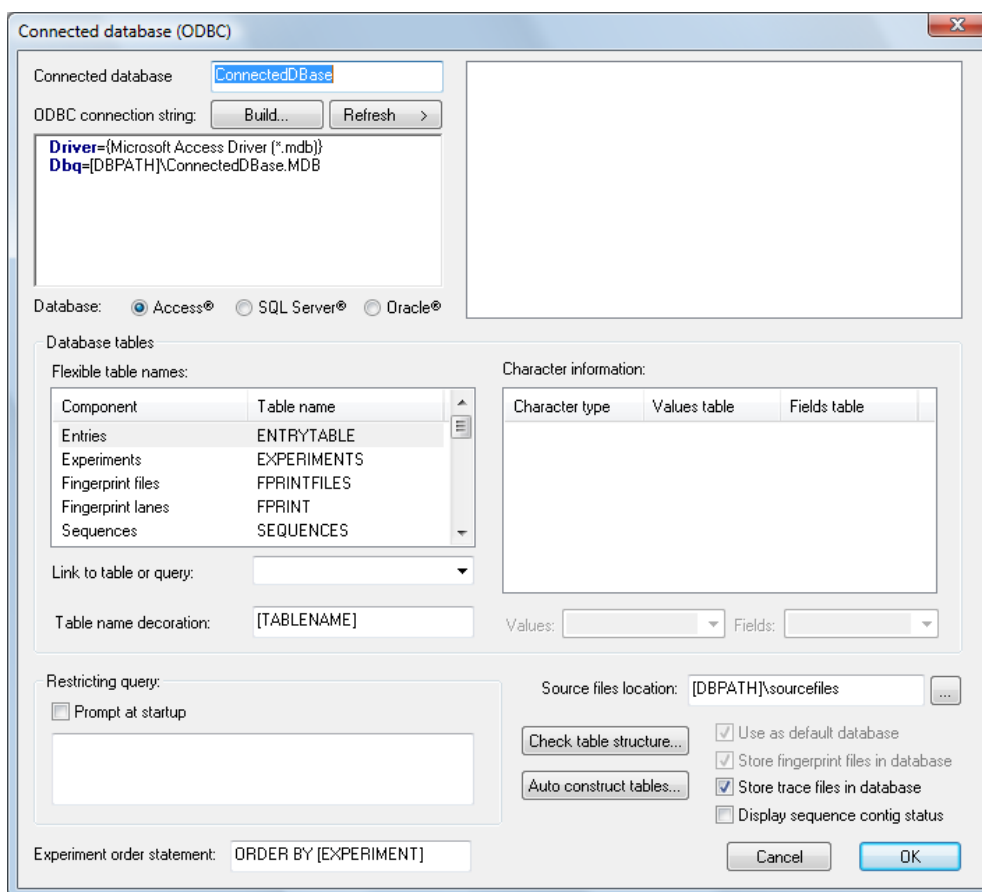 Connected database (ODBC)
Connected database
ConnectedDBase
ODBC connection string:
Build...
Refresh >
Driver={Microsoft Access Driver (*.mdb)}
Dbq=[DBPATH]\ConnectedDBase.MDB
Database:
Access®
SQL Server®
Oracle®
Database tables
Flexible table names:
Component Table name
Entries ENTRYTABLE
Experiments EXPERIMENTS
Fingerprint files FPRINTFILES
Fingerprint lanes FPRINT
Sequences SEQUENCES
Link to table or query:
Table name decoration: [TABLENAME]
Character information:
Character type Values table Fields table
Values:
Fields:
Restricting query:
Prompt at startup
Source files location: [DBPATH]\sourcefiles
...
Check table structure...
Auto construct tables...
Use as default database
Store fingerprint files in database
Store trace files in database
Display sequence contig status
Experiment order statement: ORDER BY [EXPERIMENT]
Cancel
OK